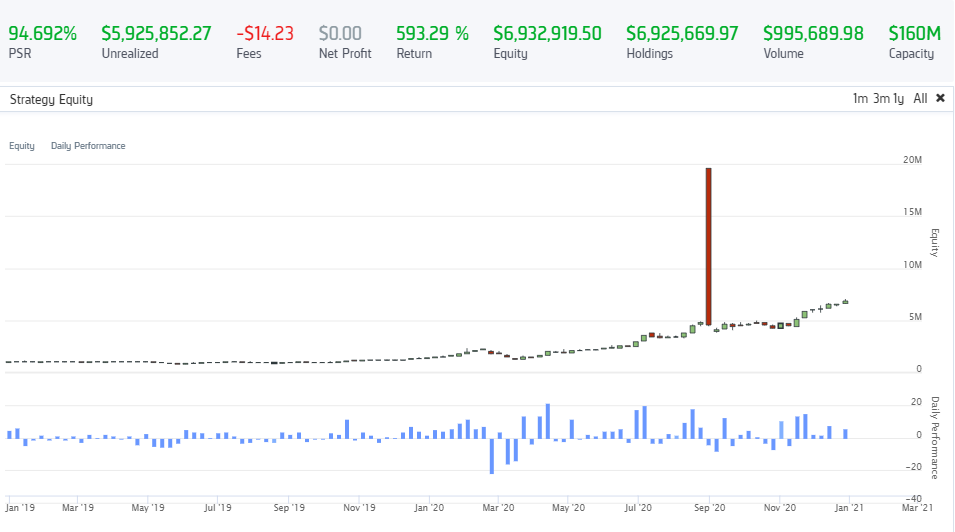 94.692% $5,925,852.27 -$14.23 $0.00 593.29 % $6,932,919.50 $6,925,669.97 $995,689.98 $160M
PSR Unrealized Fees Net Profit Return Equity Holdings Volume Capacity
Strategy Equity 1m 3m 1y All ✖
Equity Daily Performance
20M
15M
Equity
10M
5M
0
20
Daily Performance
0
−20
−40
Jan '19 Mar '19 May '19 Jul '19 Sep '19 Nov '19 Jan '20 Mar '20 May '20 Jul '20 Sep '20 Nov '20 Jan '21 Mar '21